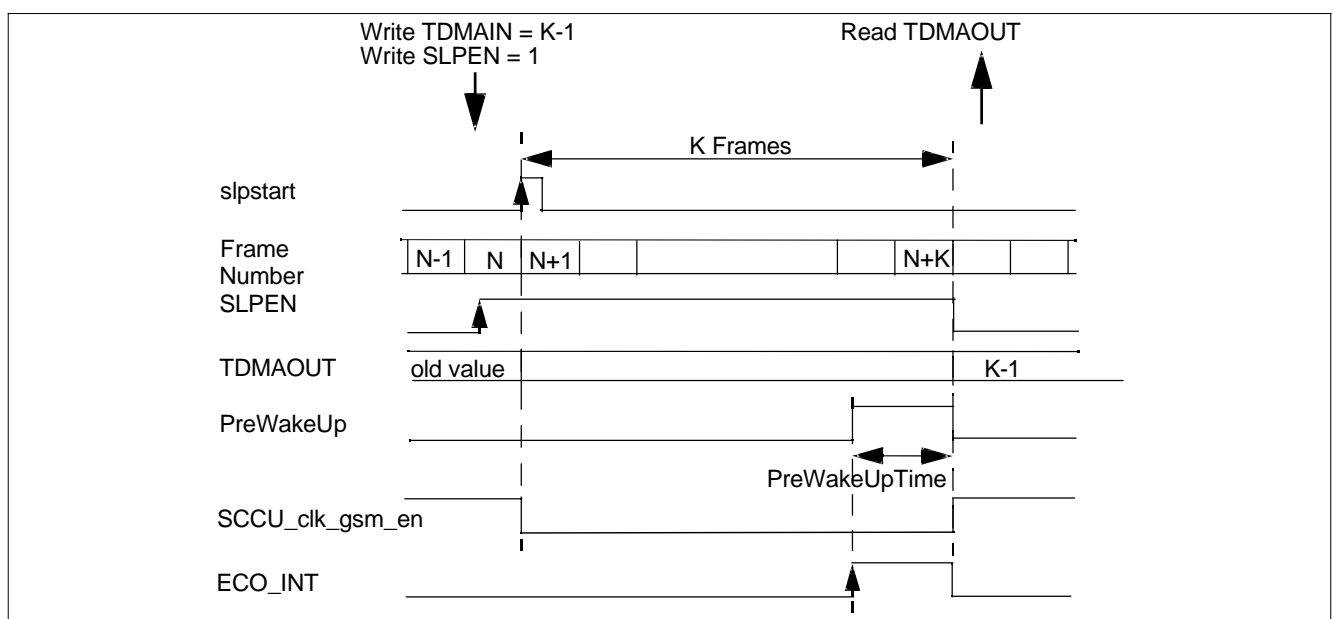 Write TDMAIN = K-1
Write SLPEN = 1
Read TDMAOUT
K Frames
slpstart
Frame
Number
N-1 N N+1 N+K
SLPEN
TDMAOUT
old value K-1
PreWakeUp
PreWakeUpTime
SCCU_clk_gsm_en
ECO_INT